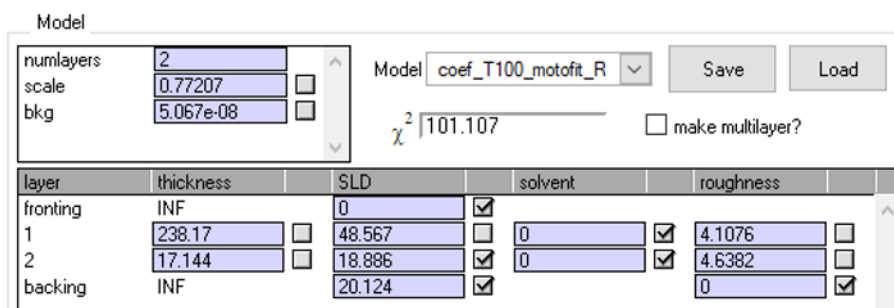 Model
numlayers 2
scale 0.77207
bkg 5.067e-08
Model coef_T100_motofit_R Save Load
χ2 101.107 make multilayer?
layer thickness SLD solvent roughness
fronting INF 0
1 238.17 48.567 0 4.1076
2 17.144 18.886 0 4.6382
backing INF 20.124 0